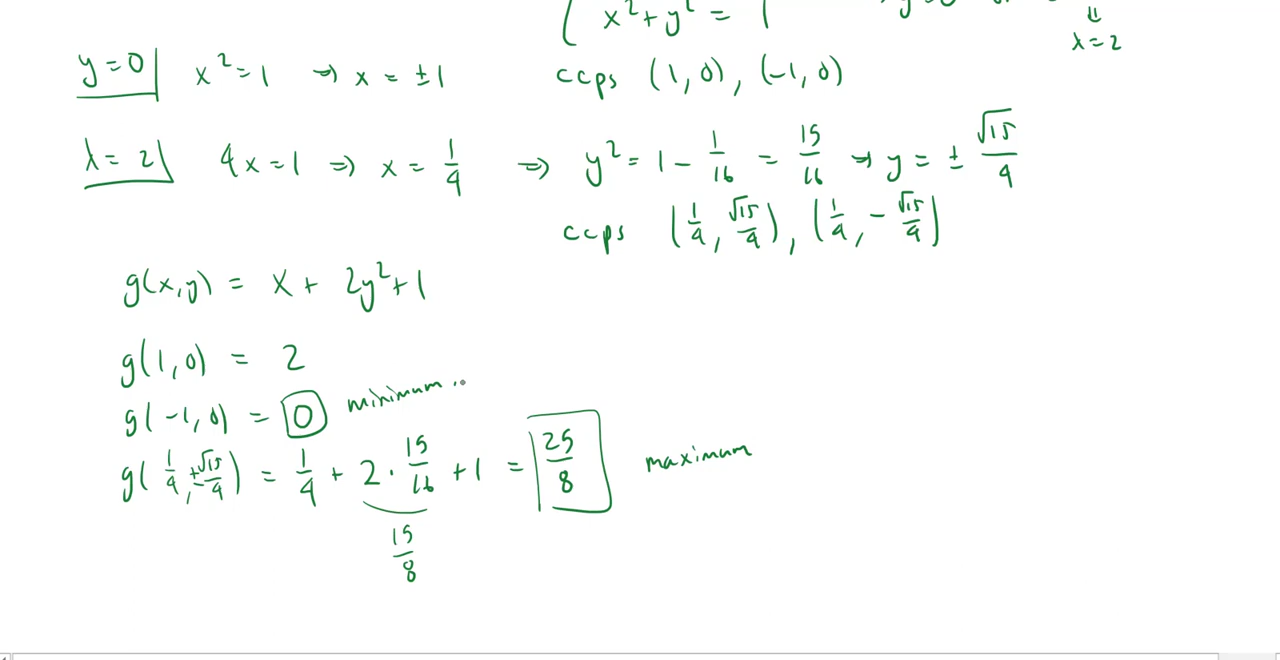 x² + y² = 1
λ = 2
y = 0 x² = 1 ⇒ x = ±1 ccps (1, 0), (-1, 0)
λ = 2 4x = 1 ⇒ x = 1/4 ⇒ y² = 1 - 1/16 = 15/16 ⇒ y = ± √15/4
ccps (1/4, √15/4), (1/4, -√15/4)
g(x,y) = x + 2y² + 1
g(1, 0) = 2
g(-1, 0) = 0 minimum
g(1/4, ±√15/4) = 1/4 + 2 · 15/16 + 1 = 25/8 maximum
15/8